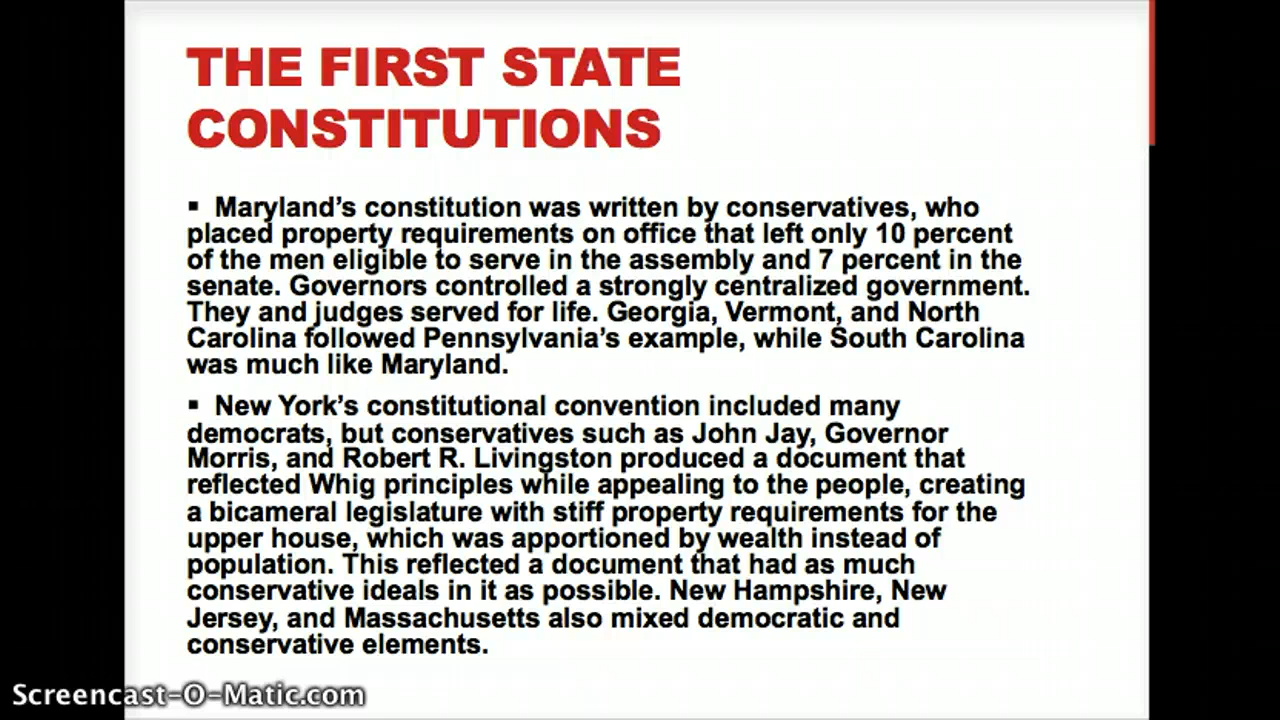 THE FIRST STATE
CONSTITUTIONS
▪ Maryland’s constitution was written by conservatives, who
placed property requirements on office that left only 10 percent
of the men eligible to serve in the assembly and 7 percent in the
senate. Governors controlled a strongly centralized government.
They and judges served for life. Georgia, Vermont, and North
Carolina followed Pennsylvania’s example, while South Carolina
was much like Maryland.
▪ New York’s constitutional convention included many
democrats, but conservatives such as John Jay, Governor
Morris, and Robert R. Livingston produced a document that
reflected Whig principles while appealing to the people, creating
a bicameral legislature with stiff property requirements for the
upper house, which was apportioned by wealth instead of
population. This reflected a document that had as much
conservative ideals in it as possible. New Hampshire, New
Jersey, and Massachusetts also mixed democratic and
conservative elements.
Screencast-O-Matic.com